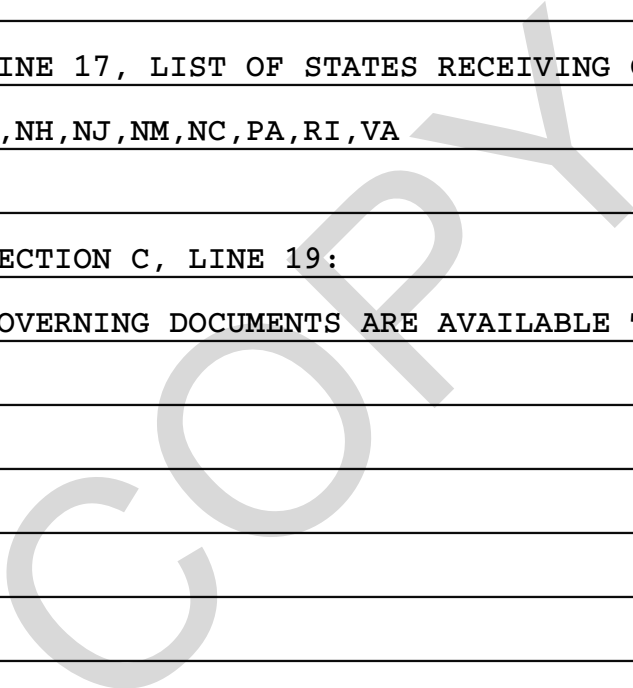 INE 17, LIST OF STATES RECEIVING
,NH,NJ,NM,NC,PA,RI,VA
ECTION C, LINE 19:
OVERNING DOCUMENTS ARE AVAILABLE
COPY